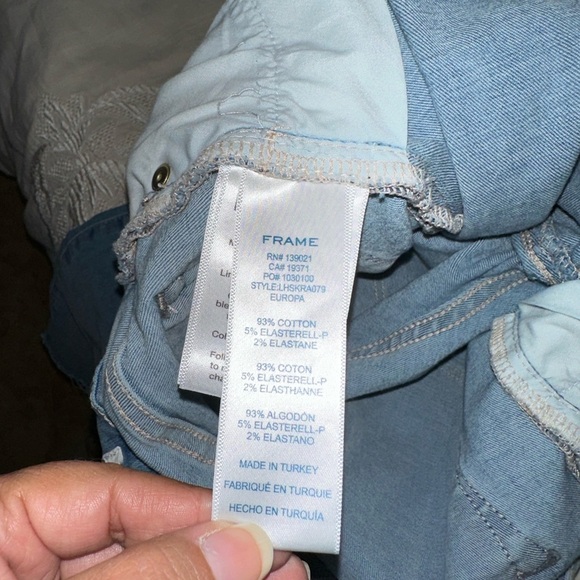 FRAME
RN# 139021
CA# 19371
PO# 1030100
STYLE:LHSKRA079
EUROPA
93% COTTON
5% ELASTERELL-P
2% ELASTANE
93% COTON
5% ELASTERELL-P
2% ELASTHANNE
93% ALGODÓN
5% ELASTERELL-P
2% ELASTANO
MADE IN TURKEY
FABRIQUÉ EN TURQUIE
HECHO EN TURQUÍA